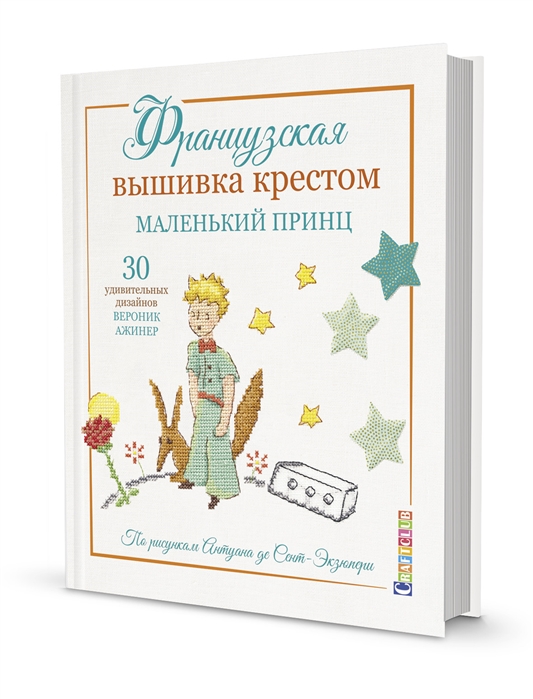 Французская
вышивка крестом
МАЛЕНЬКИЙ ПРИНЦ
30
удивительных
дизайнов
ВЕРОНИК
АЖИНЕР
По рисункам Антуана де Сент-Экзюпери
CRAFTCLUB